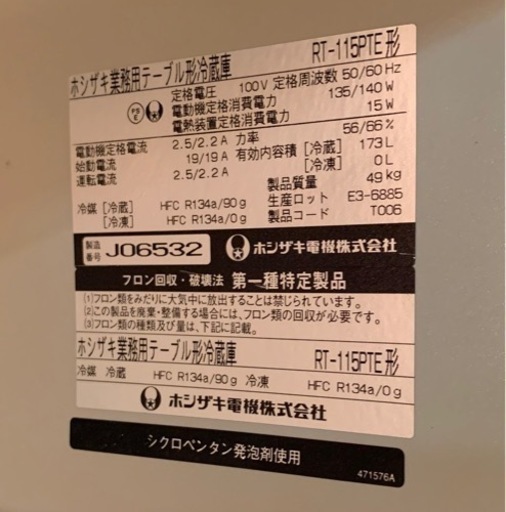 ホシザキ業務用テーブル形冷蔵庫 RT-115PTE形
定格電圧 100V 定格周波数 50/60 Hz
電動機定格消費電力 135/140W
電熱装置定格消費電力 15W
電動機定格電流 2.5/2.2 A 力率 56/66%
始動電流 19/19 A 有効内容積 [冷蔵] 173L
運転電流 2.5/2.2 A [冷凍] 0L
製品質量 49kg
冷媒 [冷蔵] HFC R134a/90g 生産ロット E3-6885
[冷凍] HFC R134a/0g 製品コード T006
製造番号 J06532 ホシザキ電機株式会社
フロン回収・破壊法 第一種特定製品
(1)フロン類をみだりに大気中に放出することは禁じられています。
(2)この製品を廃棄・整備する場合には、フロン類の回収が必要です。
(3)フロン類の種類及び量は、下記に記載。
ホシザキ業務用テーブル形冷蔵庫 RT-115PTE形
冷媒 冷蔵 HFC R134a/90g 冷凍 HFC R134a/0g
ホシザキ電機株式会社
シクロペンタン発泡剤使用
471576A